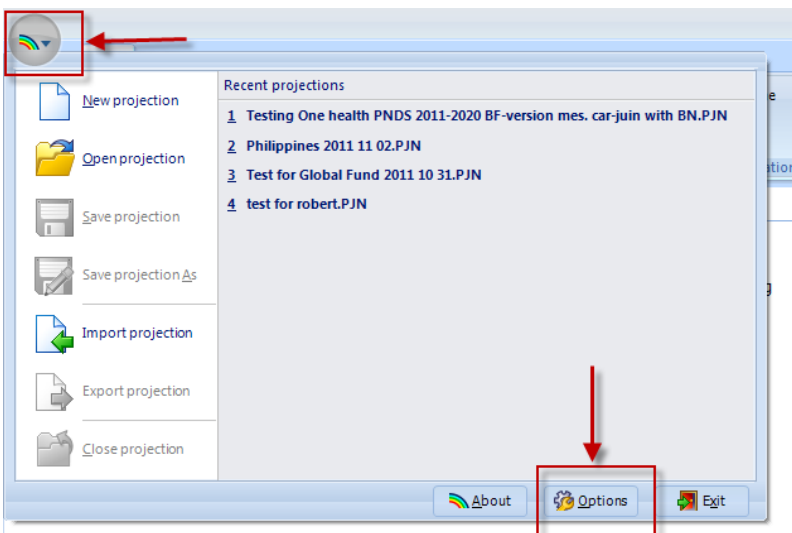 New projection
Open projection
Save projection
Save projection As
Import projection
Export projection
Close projection
Recent projections
1 Testing One health PNDS 2011-2020 BF-version mes. car-juin with BN.PJN
2 Philippines 2011 11 02.PJN
3 Test for Global Fund 2011 10 31.PJN
4 test for robert.PJN
About
Options
Exit